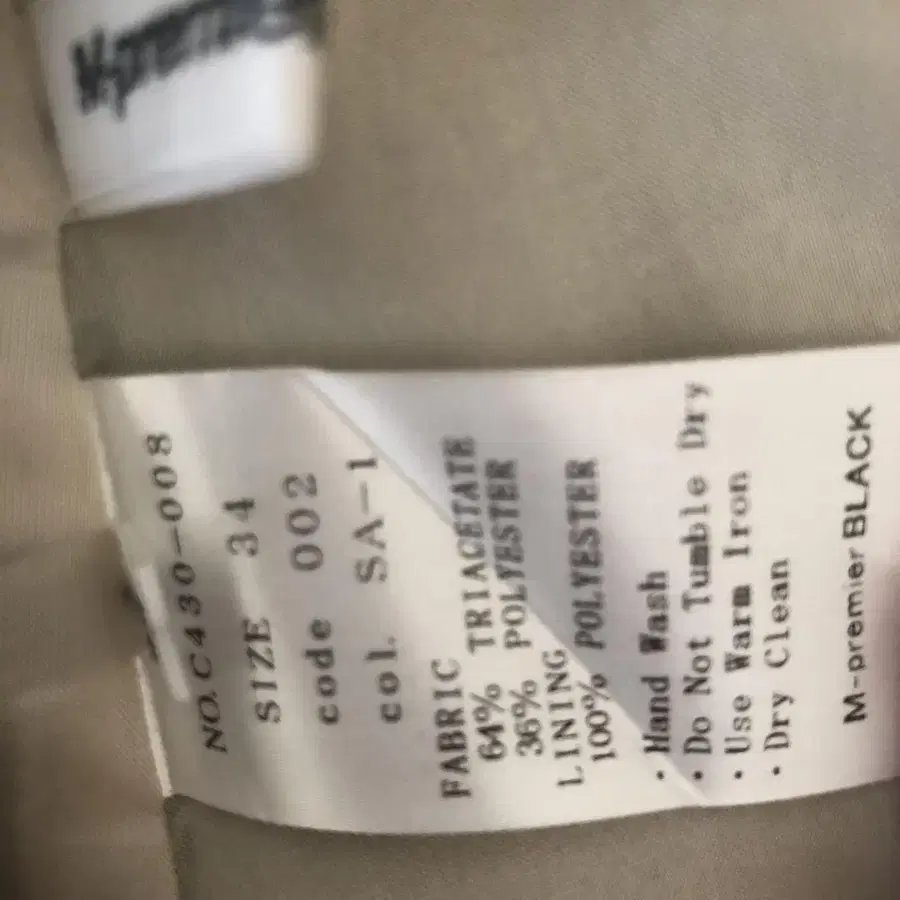 NO.C430-008
SIZE 34
code 002
col. SA-1
FABRIC
64% TRIACETATE
36% POLYESTER
LINING
100% POLYESTER
• Hand Wash
• Do Not Tumble Dry
• Use Warm Iron
• Dry Clean
M-premier BLACK